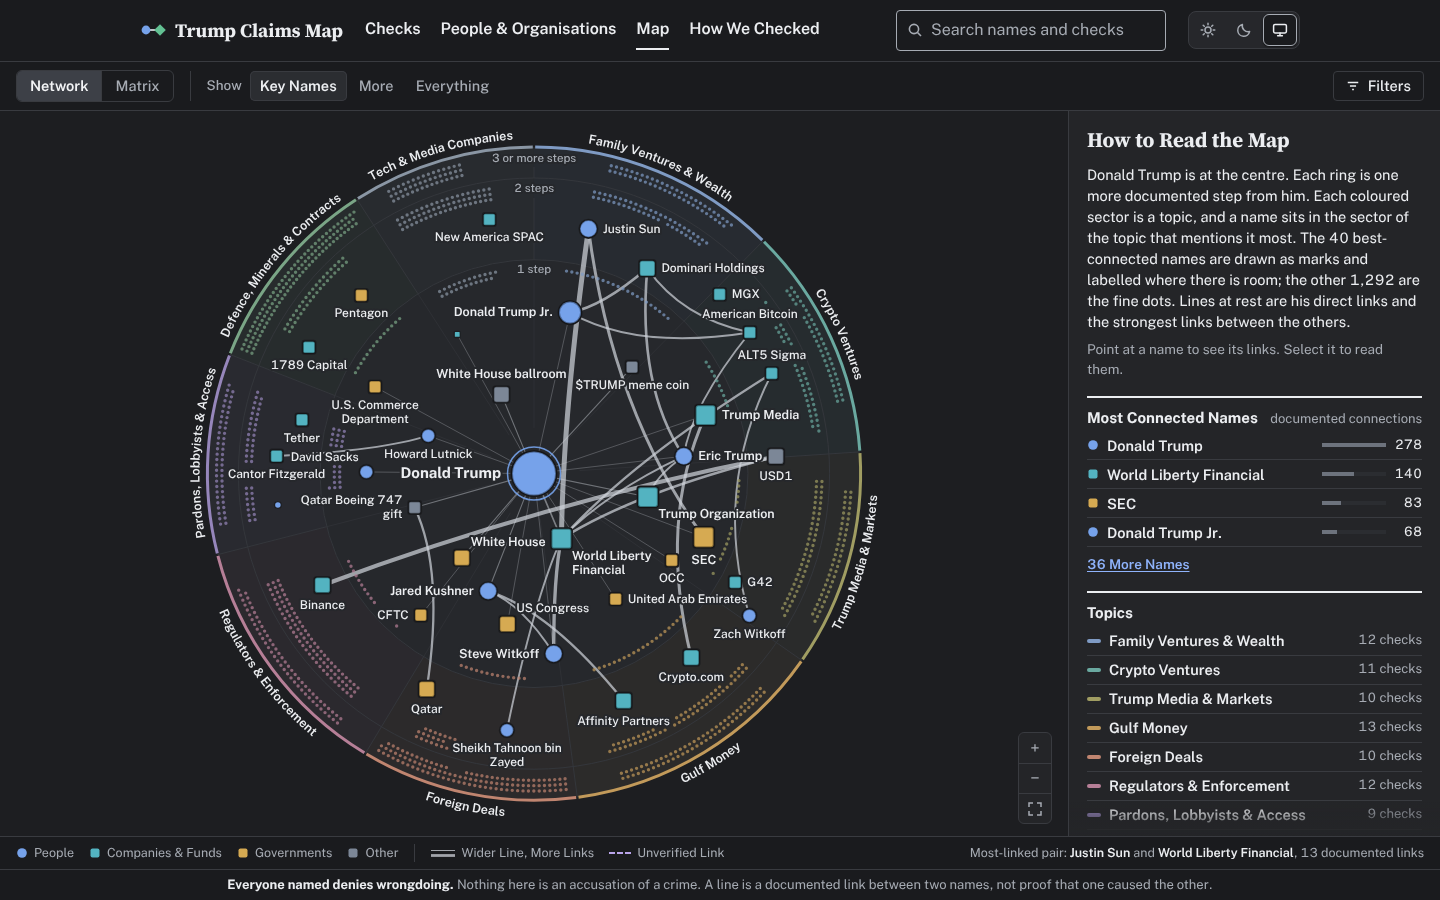 Trump Claims Map
Checks
People & Organisations
Map
How We Checked
Search names and checks
Network
Matrix
Show
Key Names
More
Everything
Filters
Tech & Media Companies
Family Ventures & Wealth
Crypto Ventures
Trump Media & Markets
Gulf Money
Foreign Deals
Regulators & Enforcement
Pardons, Lobbyists & Access
Defence, Minerals & Contracts
3 or more steps
2 steps
1 step
New America SPAC
Justin Sun
Dominari Holdings
MGX
American Bitcoin
Pentagon
Donald Trump Jr.
1789 Capital
ALT5 Sigma
White House ballroom
$TRUMP meme coin
U.S. Commerce
Department
Trump Media
Tether
David Sacks
Howard Lutnick
Eric Trump
Cantor Fitzgerald
Donald Trump
USD1
Qatar Boeing 747
gift
Trump Organization
White House
World Liberty
Financial
SEC
OCC
G42
Binance
Jared Kushner
United Arab Emirates
CFTC
US Congress
Zach Witkoff
Steve Witkoff
Crypto.com
Qatar
Affinity Partners
Sheikh Tahnoon bin
Zayed
+
−
How to Read the Map
Donald Trump is at the centre. Each ring is one
more documented step from him. Each coloured
sector is a topic, and a name sits in the sector of
the topic that mentions it most. The 40 best-
connected names are drawn as marks and
labelled where there is room; the other 1,292 are
the fine dots. Lines at rest are his direct links and
the strongest links between the others.
Point at a name to see its links. Select it to read
them.
Most Connected Names documented connections
Donald Trump 278
World Liberty Financial 140
SEC 83
Donald Trump Jr. 68
36 More Names
Topics
Family Ventures & Wealth 12 checks
Crypto Ventures 11 checks
Trump Media & Markets 10 checks
Gulf Money 13 checks
Foreign Deals 10 checks
Regulators & Enforcement 12 checks
Pardons, Lobbyists & Access 9 checks
People
Companies & Funds
Governments
Other
Wider Line, More Links
Unverified Link
Most-linked pair: Justin Sun and World Liberty Financial, 13 documented links
Everyone named denies wrongdoing. Nothing here is an accusation of a crime. A line is a documented link between two names, not proof that one caused the other.